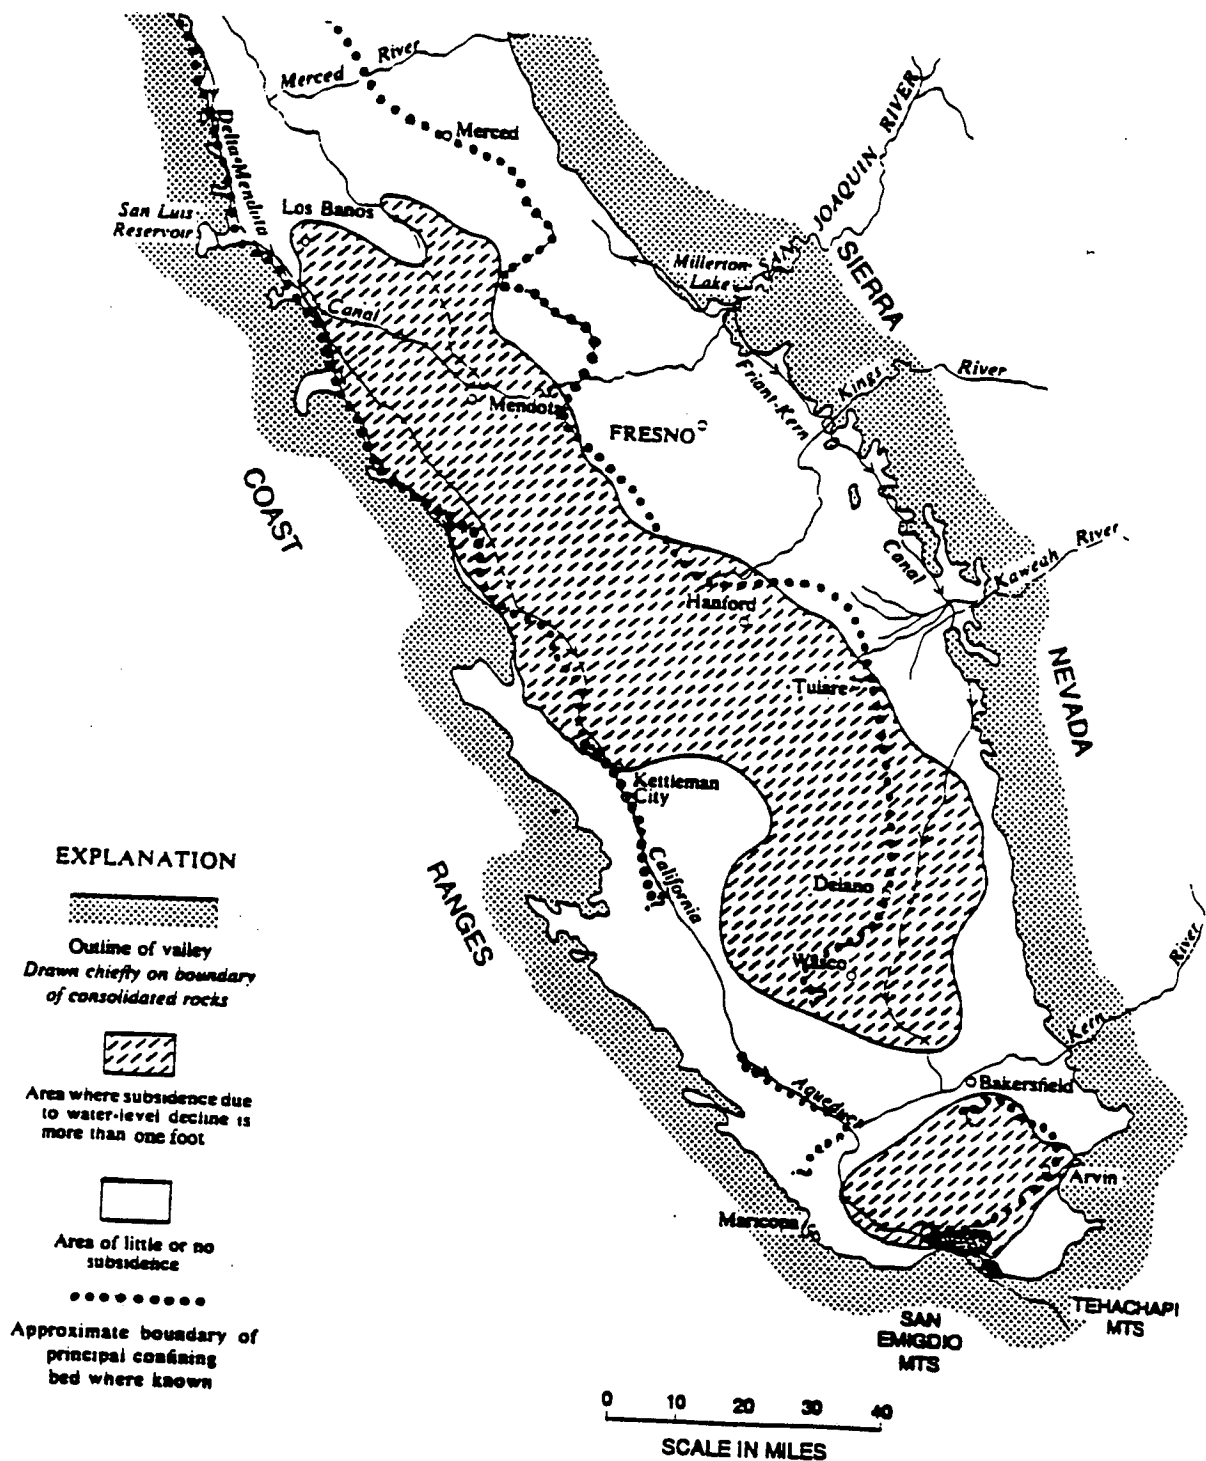 Merced River
Merced
Delta-Mendota
San Luis
Reservoir
Los Banos
SAN JOAQUIN RIVER
Millerton
Lake
SIERRA
Canal
Friant-Kern
Kings River
Mendota
FRESNO
COAST
Canal
Kaweah River
Hanford
NEVADA
Tulare
Kettleman
City
California
RANGES
Delano
Wasco
River
Kern
Aqueduct
Bakersfield
Arvin
Maricopa
TEHACHAPI
MTS
SAN
EMIGDIO
MTS
EXPLANATION
Outline of valley
Drawn chiefly on boundary
of consolidated rocks
Area where subsidence due
to water-level decline is
more than one foot
Area of little or no
subsidence
Approximate boundary of
principal confining
bed where known
0 10 20 30 40
SCALE IN MILES